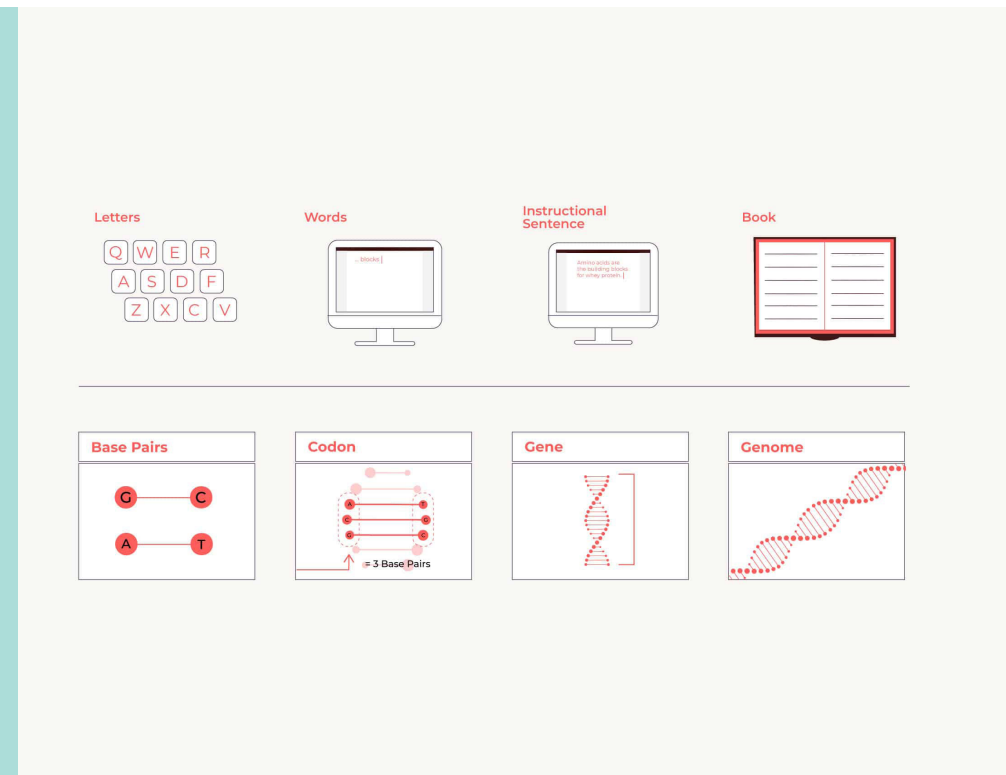 Letters
Words
Instructional
Sentence
Book
Q W E R
A S D F
Z X C V
... blocks
Amino acids are
the building blocks
for whey protein.
Base Pairs
Codon
Gene
Genome
G C
A T
A T
C G
G C
= 3 Base Pairs